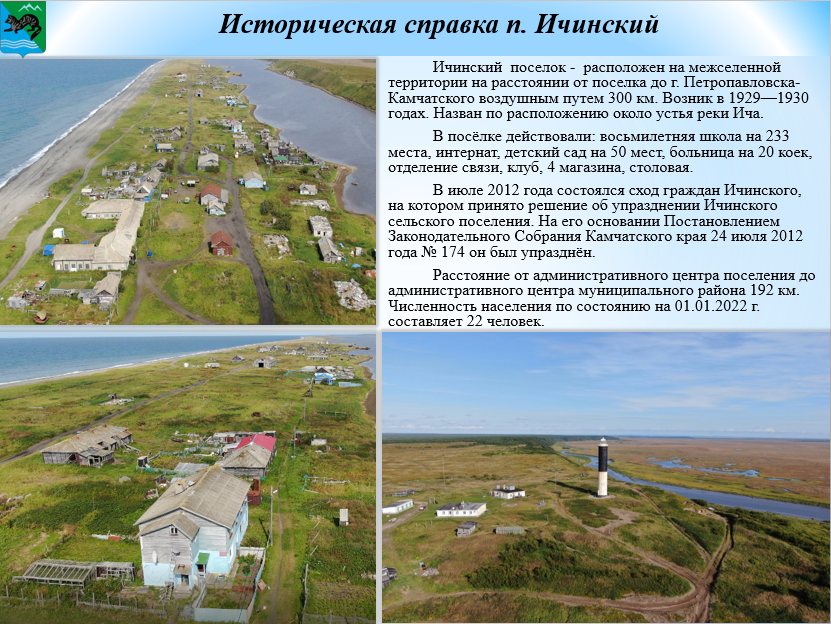 Историческая справка п. Ичинский
Ичинский поселок - расположен на межселенной
территории на расстоянии от поселка до г. Петропавловска-
Камчатского воздушным путем 300 км. Возник в 1929—1930
годах. Назван по расположению около устья реки Ича.
В посёлке действовали: восьмилетняя школа на 233
места, интернат, детский сад на 50 мест, больница на 20 коек,
отделение связи, клуб, 4 магазина, столовая.
В июле 2012 года состоялся сход граждан Ичинского,
на котором принято решение об упразднении Ичинского
сельского поселения. На его основании Постановлением
Законодательного Собрания Камчатского края 24 июля 2012
года № 174 он был упразднён.
Расстояние от административного центра поселения до
административного центра муниципального района 192 км.
Численность населения по состоянию на 01.01.2022 г.
составляет 22 человек.